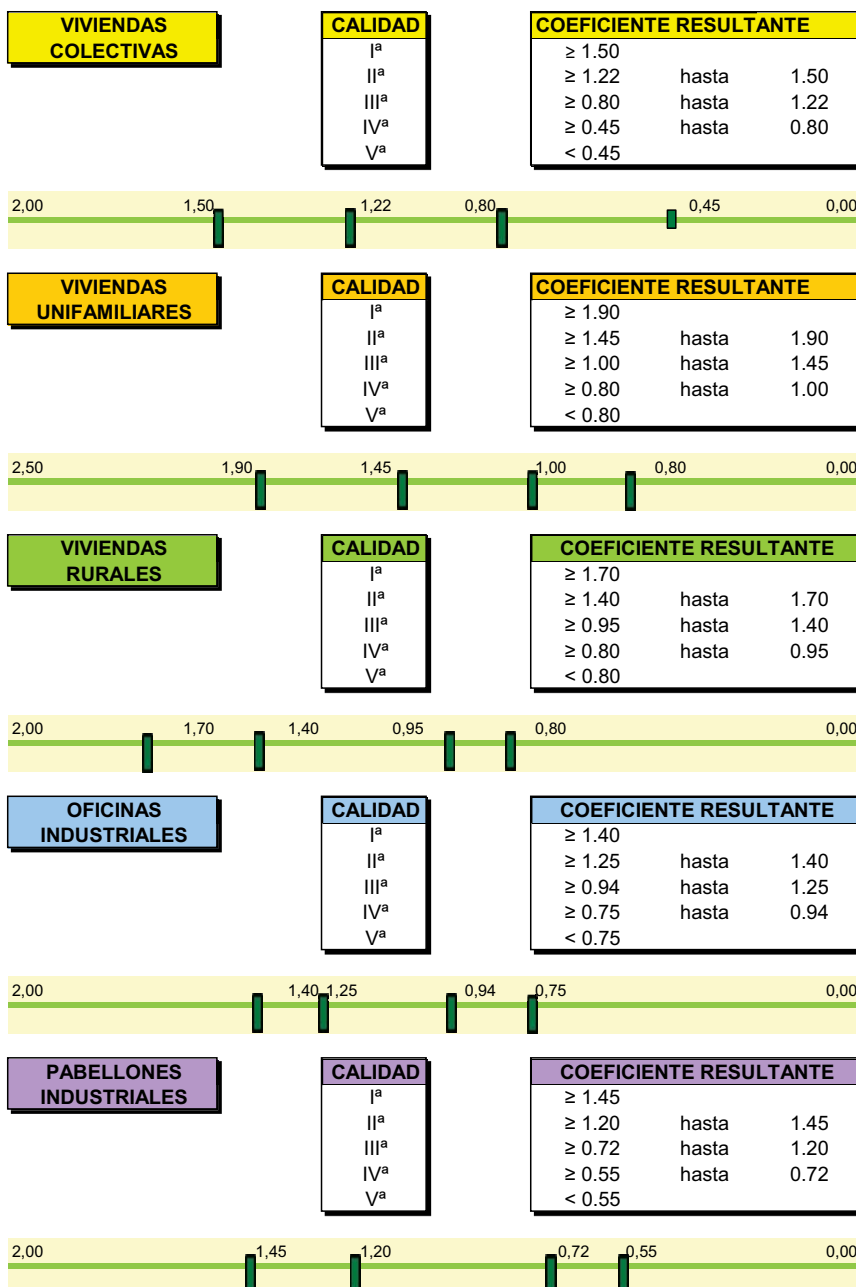 VIVIENDAS COLECTIVAS CALIDAD COEFICIENTE RESULTANTE
Iª ≥ 1.50
IIª ≥ 1.22 hasta 1.50
IIIª ≥ 0.80 hasta 1.22
IVª ≥ 0.45 hasta 0.80
Vª < 0.45
2,00 1,50 1,22 0,80 0,45 0,00
VIVIENDAS UNIFAMILIARES CALIDAD COEFICIENTE RESULTANTE
Iª ≥ 1.90
IIª ≥ 1.45 hasta 1.90
IIIª ≥ 1.00 hasta 1.45
IVª ≥ 0.80 hasta 1.00
Vª < 0.80
2,50 1,90 1,45 1,00 0,80 0,00
VIVIENDAS RURALES CALIDAD COEFICIENTE RESULTANTE
Iª ≥ 1.70
IIª ≥ 1.40 hasta 1.70
IIIª ≥ 0.95 hasta 1.40
IVª ≥ 0.80 hasta 0.95
Vª < 0.80
2,00 1,70 1,40 0,95 0,80 0,00
OFICINAS INDUSTRIALES CALIDAD COEFICIENTE RESULTANTE
Iª ≥ 1.40
IIª ≥ 1.25 hasta 1.40
IIIª ≥ 0.94 hasta 1.25
IVª ≥ 0.75 hasta 0.94
Vª < 0.75
2,00 1,40 1,25 0,94 0,75 0,00
PABELLONES INDUSTRIALES CALIDAD COEFICIENTE RESULTANTE
Iª ≥ 1.45
IIª ≥ 1.20 hasta 1.45
IIIª ≥ 0.72 hasta 1.20
IVª ≥ 0.55 hasta 0.72
Vª < 0.55
2,00 1,45 1,20 0,72 0,55 0,00